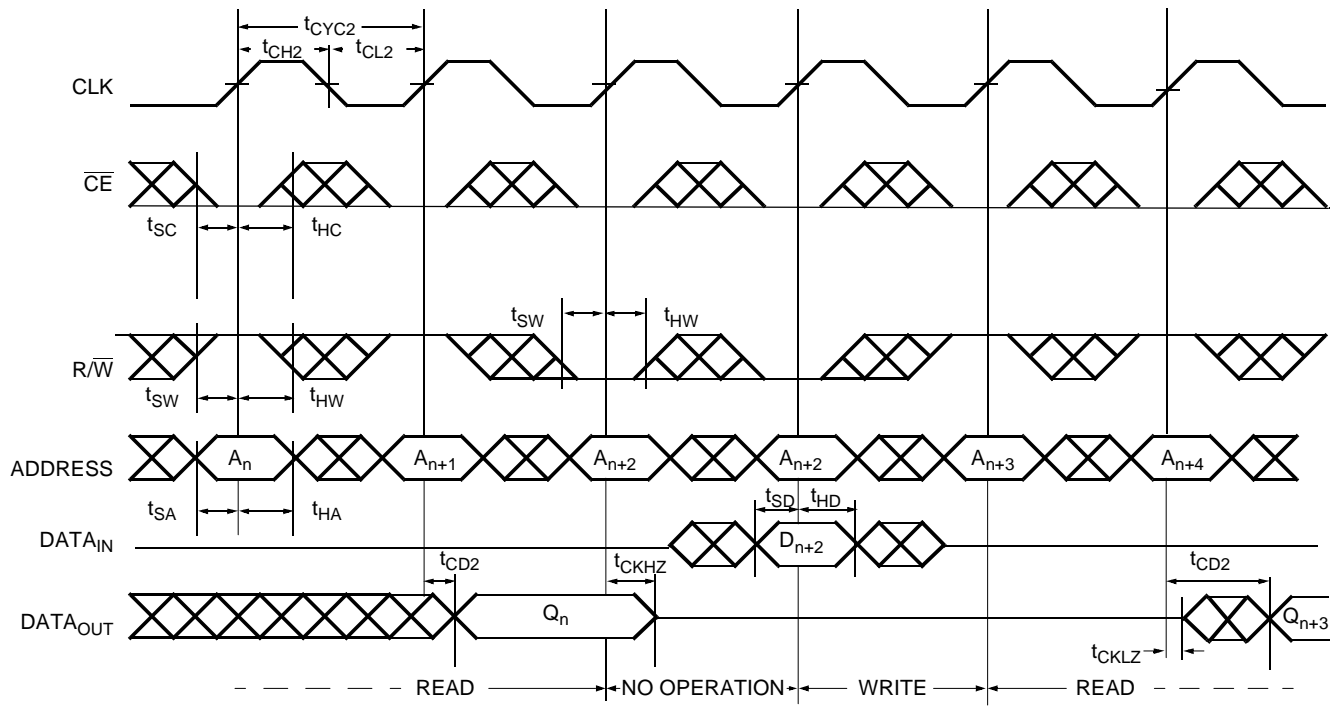 tCYC2
tCH2 tCL2
CLK
CE
tSC tHC
tSW tHW
R/W
tSW tHW
ADDRESS An An+1 An+2 An+2 An+3 An+4
tSA tHA tSD tHD
DATAIN Dn+2
tCD2 tCKHZ tCD2
DATAOUT Qn Qn+3
tCKLZ
READ NO OPERATION WRITE READ